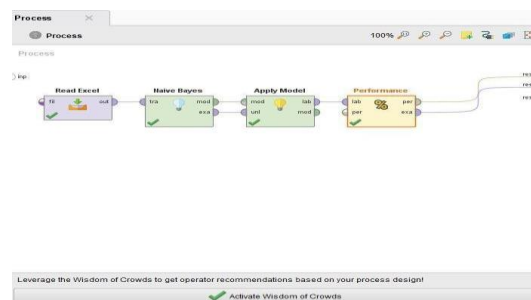 Process
Process
100%
Process
inp
res
res
res
Read Excel
Naive Bayes
Apply Model
Performance
fil
out
tra
mod
exa
mod
lab
unl
mod
lab
per
per
exa
Leverage the Wisdom of Crowds to get operator recommendations based on your process design!
Activate Wisdom of Crowds